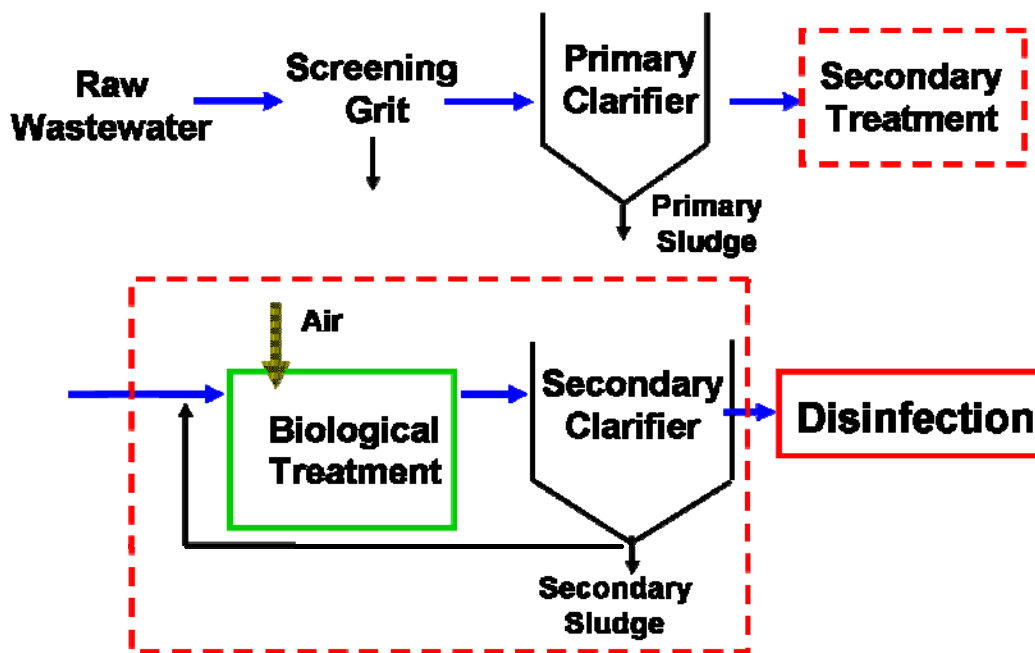 Raw
Wastewater
Screening
Grit
Primary
Clarifier
Secondary
Treatment
Primary
Sludge
Air
Biological
Treatment
Secondary
Clarifier
Disinfection
Secondary
Sludge